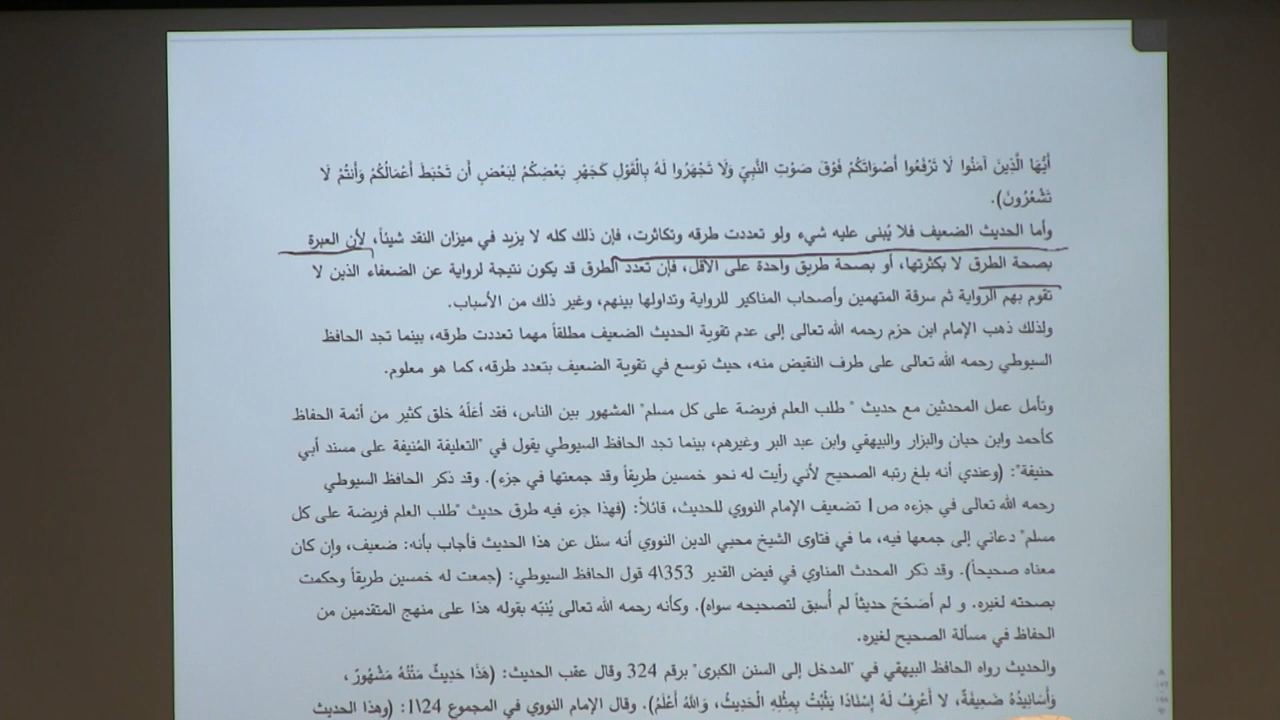 أَيُّهَا الَّذِينَ آمَنُوا لَا تَرْفَعُوا أَصْوَاتَكُمْ فَوْقَ صَوْتِ النَّبِيِّ وَلَا تَجْهَرُوا لَهُ بِالْقَوْلِ كَجَهْرِ بَعْضِكُمْ لِبَعْضٍ أَن تَحْبَطَ أَعْمَالُكُمْ وَأَنتُمْ لَا
تَشْعُرُونَ).
وأما الحديث الضعيف فلا يُبنى عليه شيء ولو تعددت طرقه وتكاثرت، فإن ذلك كله لا يزيد في ميزان النقد شيئاً، لأن العبرة
بصحة الطرق لا بكثرتها، أو بصحة طريق واحدة على الأقل، فإن تعدد الطرق قد يكون نتيجة لرواية عن الضعفاء الذين لا
تقوم بهم الرواية ثم سرقة المتهمين وأصحاب المناكير للرواية وتداولها بينهم، وغير ذلك من الأسباب.
ولذلك ذهب الإمام ابن حزم رحمه الله تعالى إلى عدم تقوية الحديث الضعيف مطلقاً مهما تعددت طرقه، بينما تجد الحافظ
السيوطي رحمه الله تعالى على طرف النقيض منه، حيث توسع في تقوية الضعيف بتعدد طرقه، كما هو معلوم.
وتأمل عمل المحدثين مع حديث " طلب العلم فريضة على كل مسلم" المشهور بين الناس، فقد أعَلّهُ خلق كثير من أئمة الحفاظ
كأحمد وابن حبان والبزار والبيهقي وابن عبد البر وغيرهم، بينما تجد الحافظ السيوطي يقول في "التعليقة المُنيفة على مسند أبي
حنيفة": (وعندي أنه بلغ رتبه الصحيح لأني رأيت له نحو خمسين طريقاً وقد جمعتها في جزء). وقد ذكر الحافظ السيوطي
رحمه الله تعالى في جزءه ص1 تضعيف الإمام النووي للحديث، قائلاً: (فهذا جزء فيه طرق حديث "طلب العلم فريضة على كل
مسلم" دعاني إلى جمعها فيه، ما في فتاوى الشيخ محيي الدين النووي أنه سئل عن هذا الحديث فأجاب بأنه: ضعيف، وإن كان
معناه صحيحاً). وقد ذكر المحدث المناوي في فيض القدير 353\4 قول الحافظ السيوطي: (جمعت له خمسين طريقاً وحكمت
بصحته لغيره. و لم أصَحّحْ حديثاً لم أُسبق لتصحيحه سواه). وكأنه رحمه الله تعالى يُنبّه بقوله هذا على منهج المتقدمين من
الحفاظ في مسألة الصحيح لغيره.
والحديث رواه الحافظ البيهقي في "المدخل إلى السنن الكبرى" برقم 324 وقال عقب الحديث: (هَذَا حَدِيثٌ مَتْنُهُ مَشْهُورٌ ،
وَأَسَانِيدُهُ ضَعِيفَةٌ، لا أَعْرِفُ لَهُ إِسْنَادًا يَثْبُتُ بِمِثْلِهِ الْحَدِيثُ، وَاللَّهُ أَعْلَمُ). وقال الإمام النووي في المجموع 24\1: (وهذا الحديث